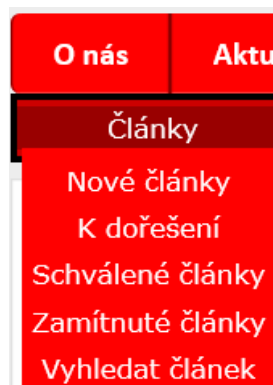 O nás Aktu
Články
Nové články
K dořešení
Schválené články
Zamítnuté články
Vyhledat článek